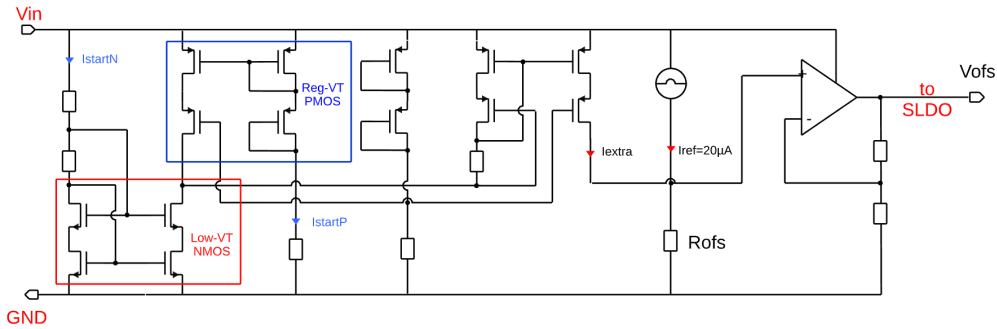 Vin
IstartN
Reg-VT
PMOS
Vofs
to
SLDO
+
-
Iextra
Iref=20µA
IstartP
Low-VT
NMOS
Rofs
GND